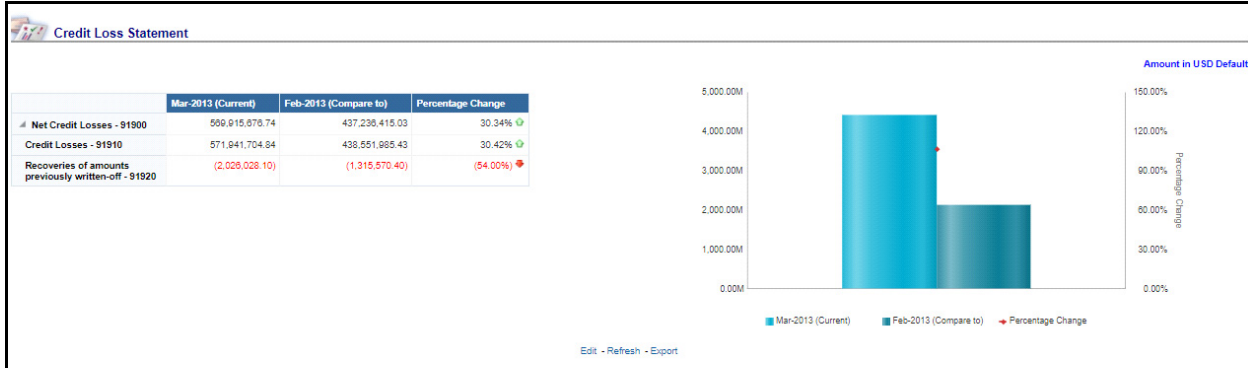 Credit Loss Statement
Amount in USD Default
Mar-2013 (Current) Feb-2013 (Compare to) Percentage Change
Net Credit Losses - 91900 569,915,676.74 437,236,415.03 30.34%
Credit Losses - 91910 571,941,704.84 438,551,985.43 30.42%
Recoveries of amounts
previously written-off - 91920 (2,026,028.10) (1,315,570.40) (54.00%)
5,000.00M
4,000.00M
3,000.00M
2,000.00M
1,000.00M
0.00M
150.00%
120.00%
90.00%
60.00%
30.00%
0.00%
Percentage Change
Mar-2013 (Current) Feb-2013 (Compare to) Percentage Change
Edit - Refresh - Export